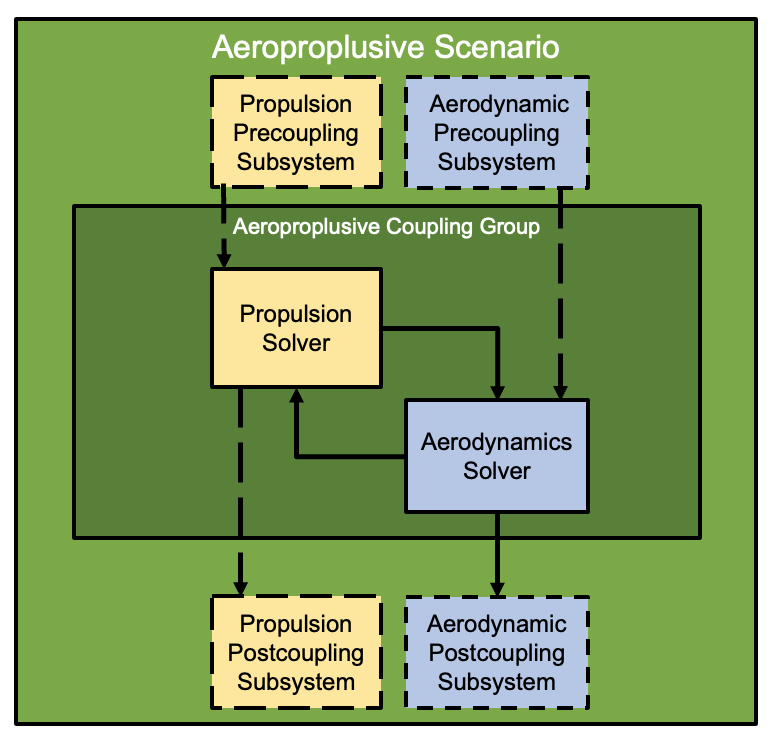 Aeroproplusive Scenario
Propulsion
Precoupling
Subsystem
Aerodynamic
Precoupling
Subsystem
Aeroproplusive Coupling Group
Propulsion
Solver
Aerodynamics
Solver
Propulsion
Postcoupling
Subsystem
Aerodynamic
Postcoupling
Subsystem